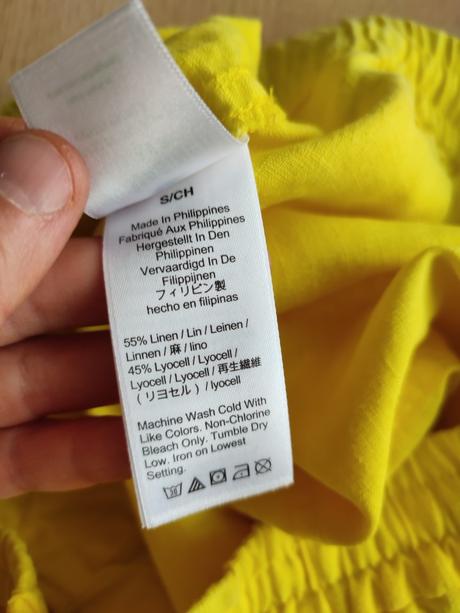 S/CH
Made In Philippines
Fabriqué Aux Philippines
Hergestellt In Den
Philippinen
Vervaardigd In De
Filippijnen
フィリピン製
hecho en filipinas
55% Linen / Lin / Leinen /
Linnen / 麻 / lino
45% Lyocell / Lyocell /
Lyocell / Lyocell / 再生繊維
(リヨセル) / lyocell
Machine Wash Cold With
Like Colors. Non-Chlorine
Bleach Only. Tumble Dry
Low. Iron on Lowest
Setting.